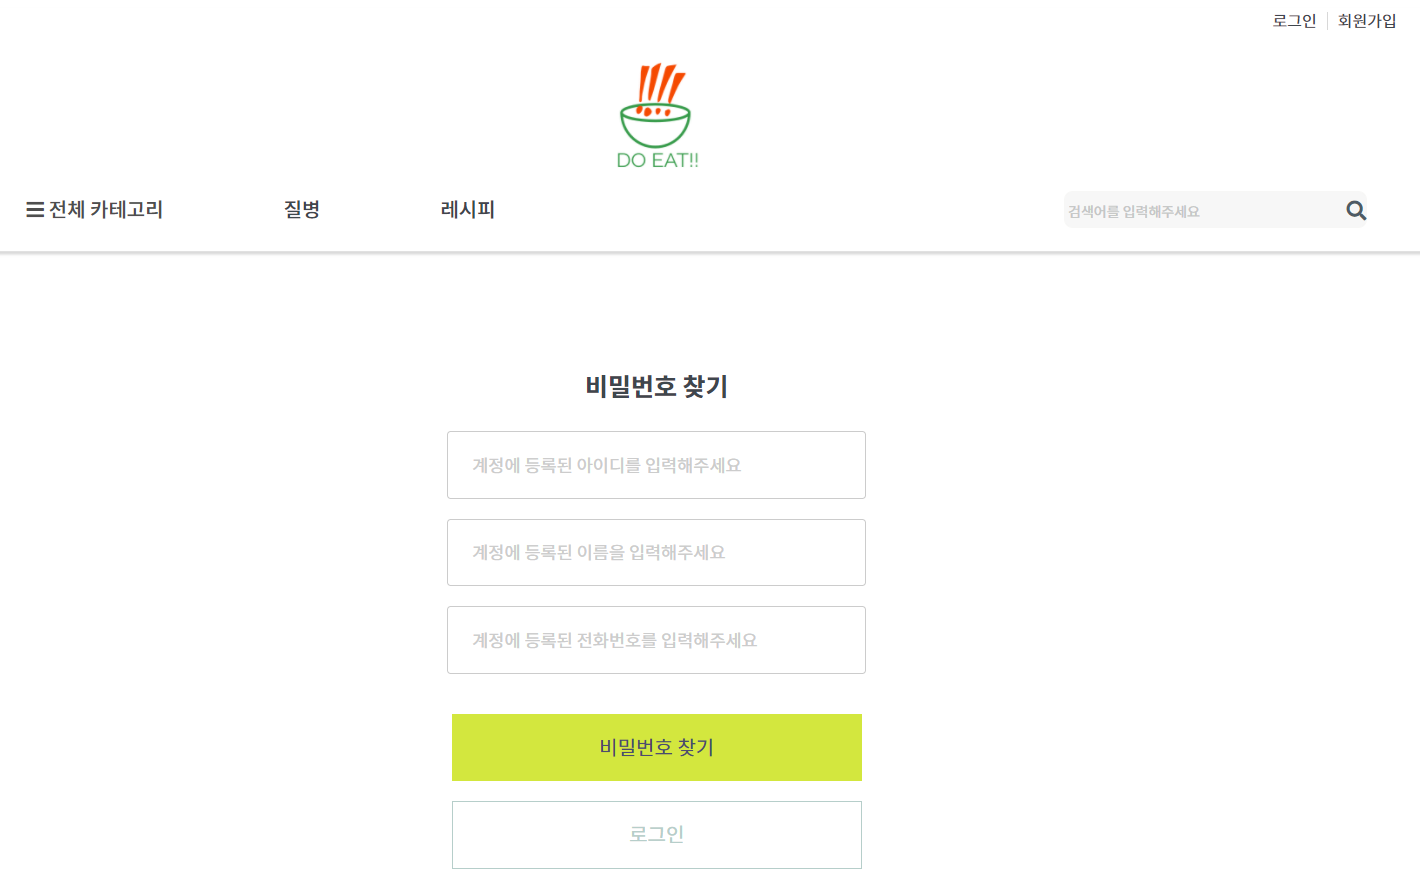 로그인 회원가입
DO EAT!!
전체 카테고리 질병 레시피 검색어를 입력해주세요
비밀번호 찾기
계정에 등록된 아이디를 입력해주세요
계정에 등록된 이름을 입력해주세요
계정에 등록된 전화번호를 입력해주세요
비밀번호 찾기
로그인